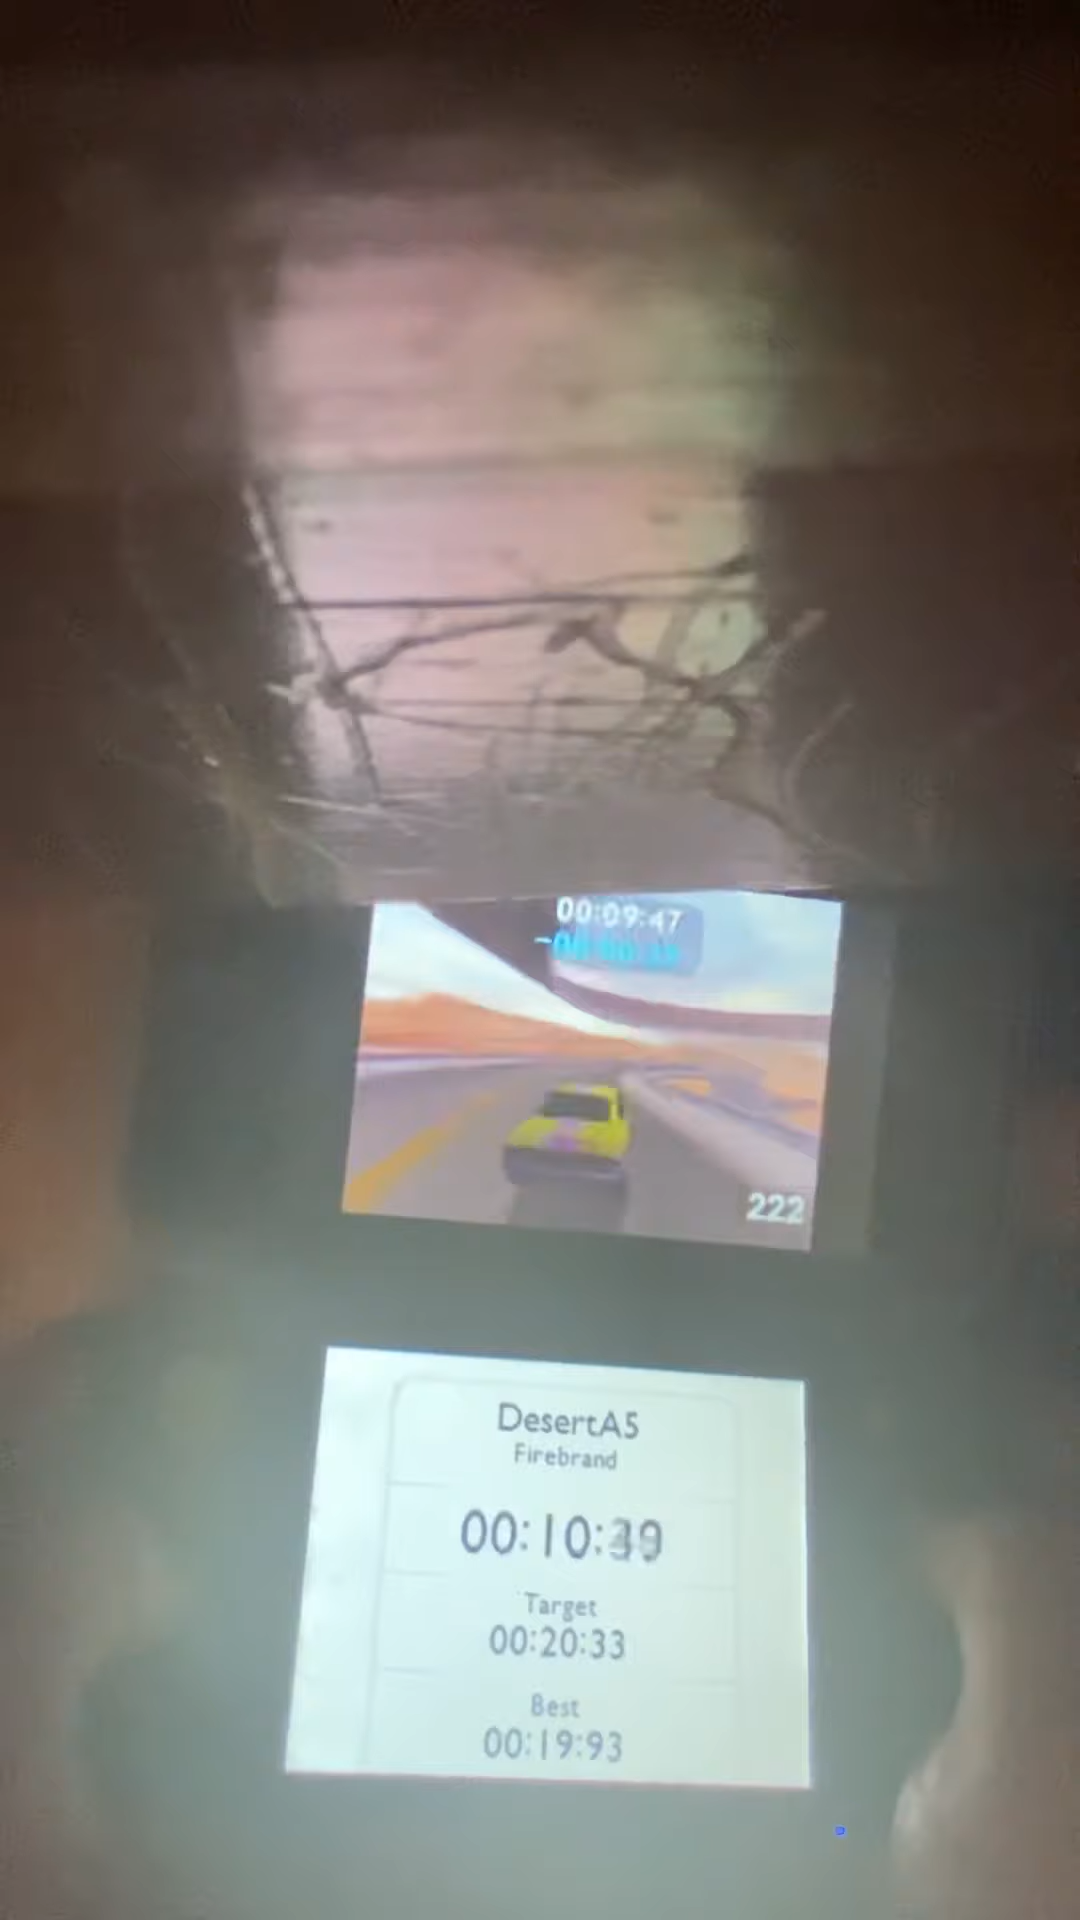 00:09:47
222
DesertA5
Firebrand
Target
00:20:33
Best
00:19:93